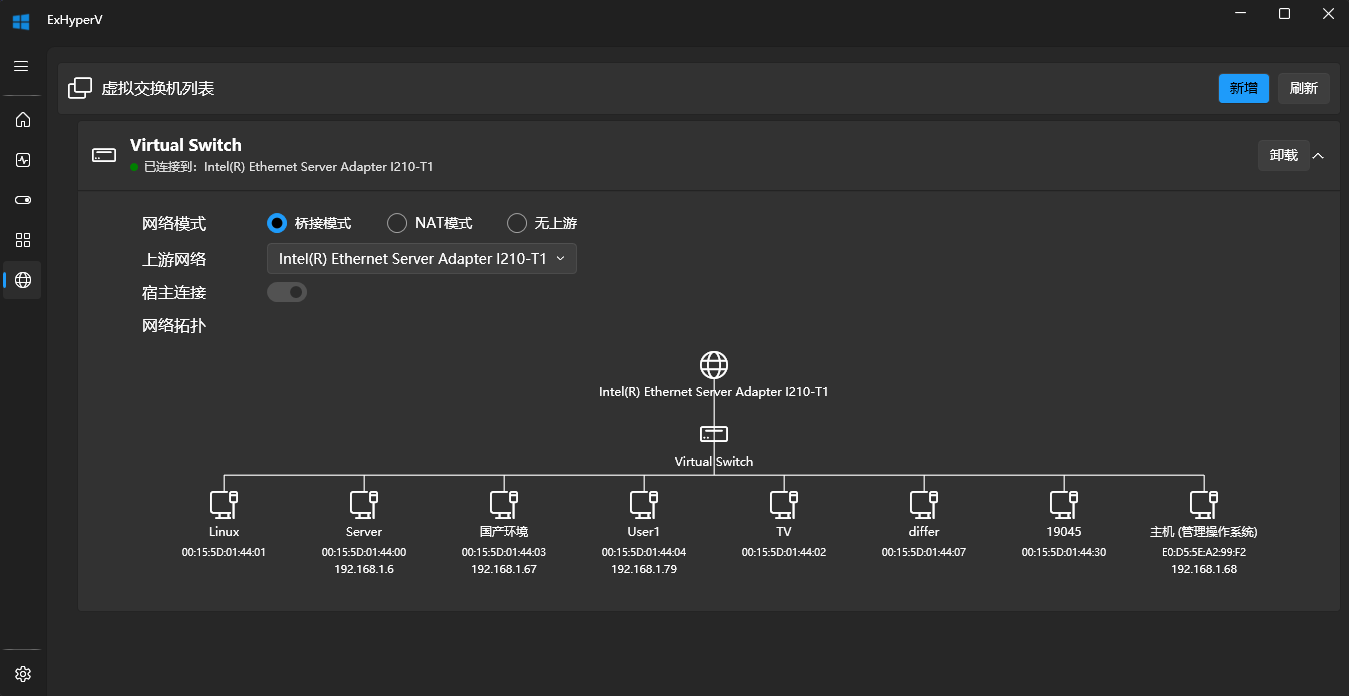 ExHyperV
虚拟交换机列表
新增
刷新
Virtual Switch
已连接到：Intel(R) Ethernet Server Adapter I210-T1
卸载
网络模式
桥接模式
NAT模式
无上游
上游网络
Intel(R) Ethernet Server Adapter I210-T1
宿主连接
网络拓扑
Intel(R) Ethernet Server Adapter I210-T1
Virtual Switch
Linux
00:15:5D:01:44:01
Server
00:15:5D:01:44:00
192.168.1.6
国产环境
00:15:5D:01:44:03
192.168.1.67
User1
00:15:5D:01:44:04
192.168.1.79
TV
00:15:5D:01:44:02
differ
00:15:5D:01:44:07
19045
00:15:5D:01:44:30
主机 (管理操作系统)
E0:D5:5E:A2:99:F2
192.168.1.68